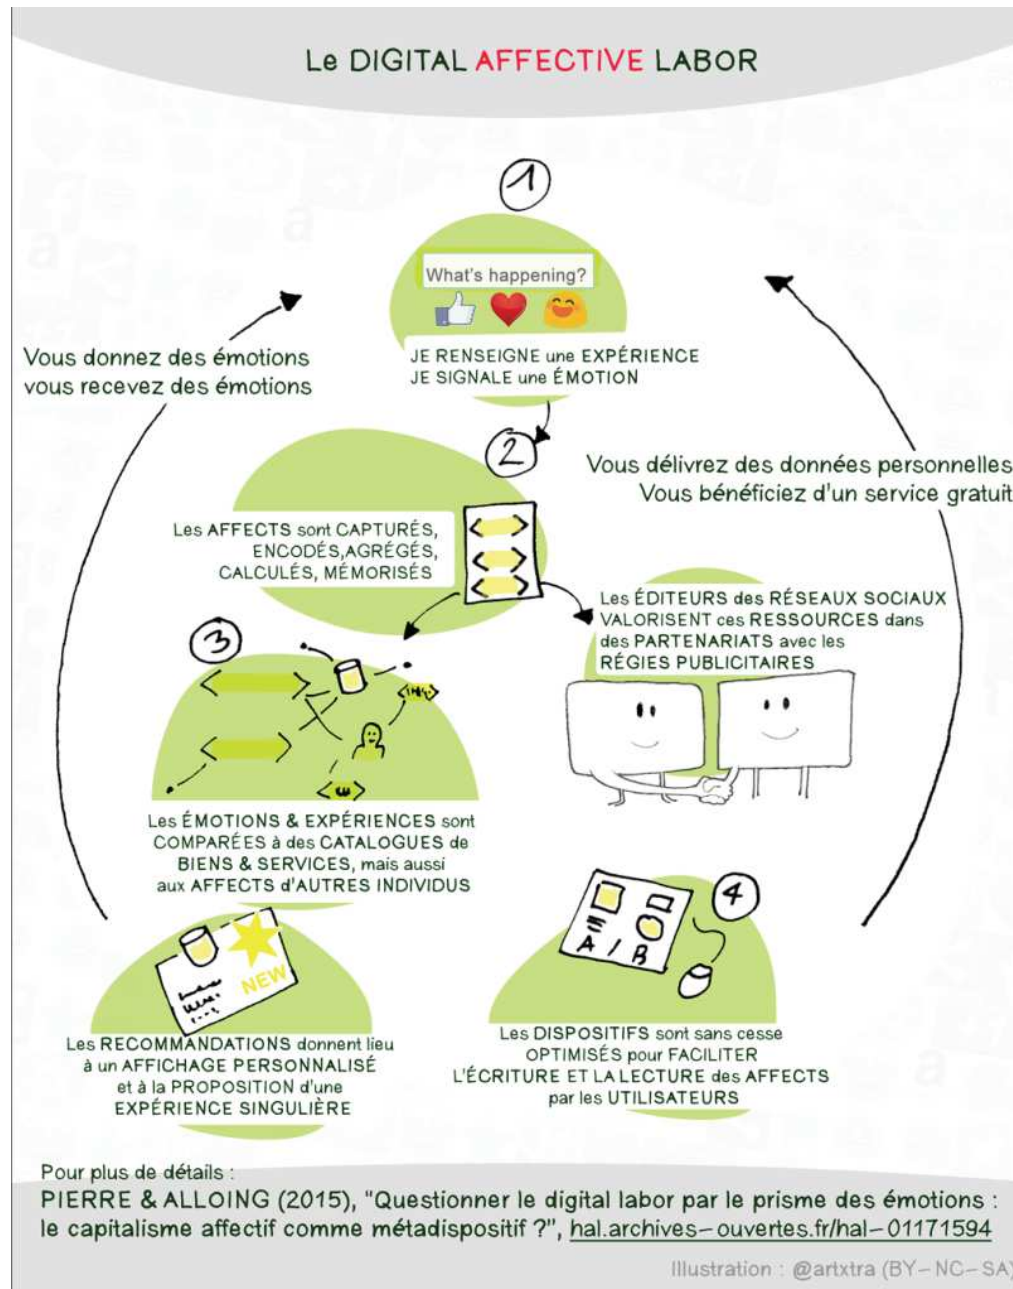 Le DIGITAL AFFECTIVE LABOR
1
What's happening?
JE RENSEIGNE une EXPÉRIENCE
JE SIGNALE une ÉMOTION
Vous donnez des émotions
vous recevez des émotions
2
Vous délivrez des données personnelles
Vous bénéficiez d'un service gratuit
Les AFFECTS sont CAPTURÉS,
ENCODÉS,AGRÉGÉS,
CALCULÉS, MÉMORISÉS
Les ÉDITEURS des RÉSEAUX SOCIAUX
VALORISENT ces RESSOURCES dans
des PARTENARIATS avec les
RÉGIES PUBLICITAIRES
3
Les ÉMOTIONS & EXPÉRIENCES sont
COMPARÉES à des CATALOGUES de
BIENS & SERVICES, mais aussi
aux AFFECTS d'AUTRES INDIVIDUS
4
A / B
NEW
Les RECOMMANDATIONS donnent lieu
à un AFFICHAGE PERSONNALISÉ
et à la PROPOSITION d'une
EXPÉRIENCE SINGULIÈRE
Les DISPOSITIFS sont sans cesse
OPTIMISÉS pour FACILITER
L'ÉCRITURE ET LA LECTURE des AFFECTS
par les UTILISATEURS
Pour plus de détails :
PIERRE & ALLOING (2015), "Questionner le digital labor par le prisme des émotions :
le capitalisme affectif comme métadispositif ?", hal.archives-ouvertes.fr/hal-01171594
Illustration : @artxtra (BY-NC-SA)